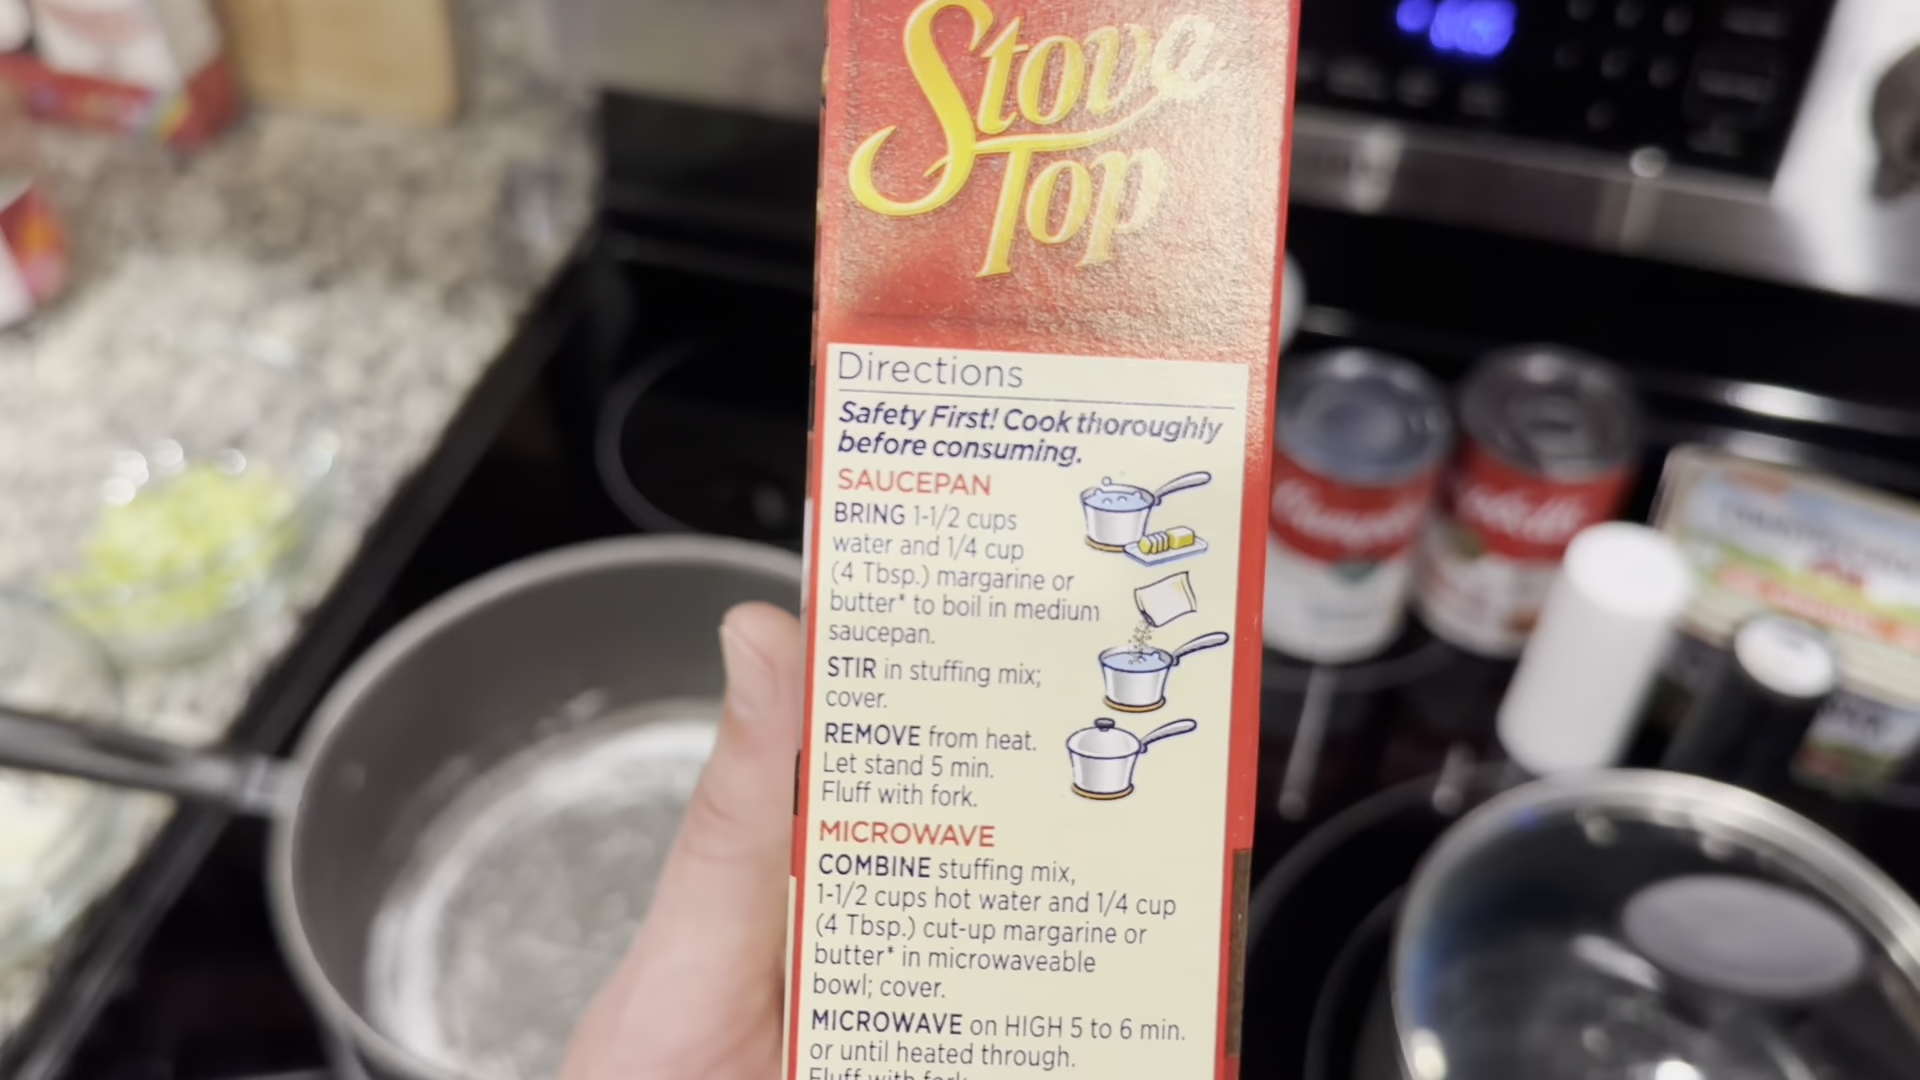 Stove
Top
Directions
Safety First! Cook thoroughly
before consuming.
SAUCEPAN
BRING 1-1/2 cups
water and 1/4 cup
(4 Tbsp.) margarine or
butter* to boil in medium
saucepan.
STIR in stuffing mix;
cover.
REMOVE from heat.
Let stand 5 min.
Fluff with fork.
MICROWAVE
COMBINE stuffing mix,
1-1/2 cups hot water and 1/4 cup
(4 Tbsp.) cut-up margarine or
butter* in microwaveable
bowl; cover.
MICROWAVE on HIGH 5 to 6 min.
or until heated through.
Fluff with fork.
Campbell's